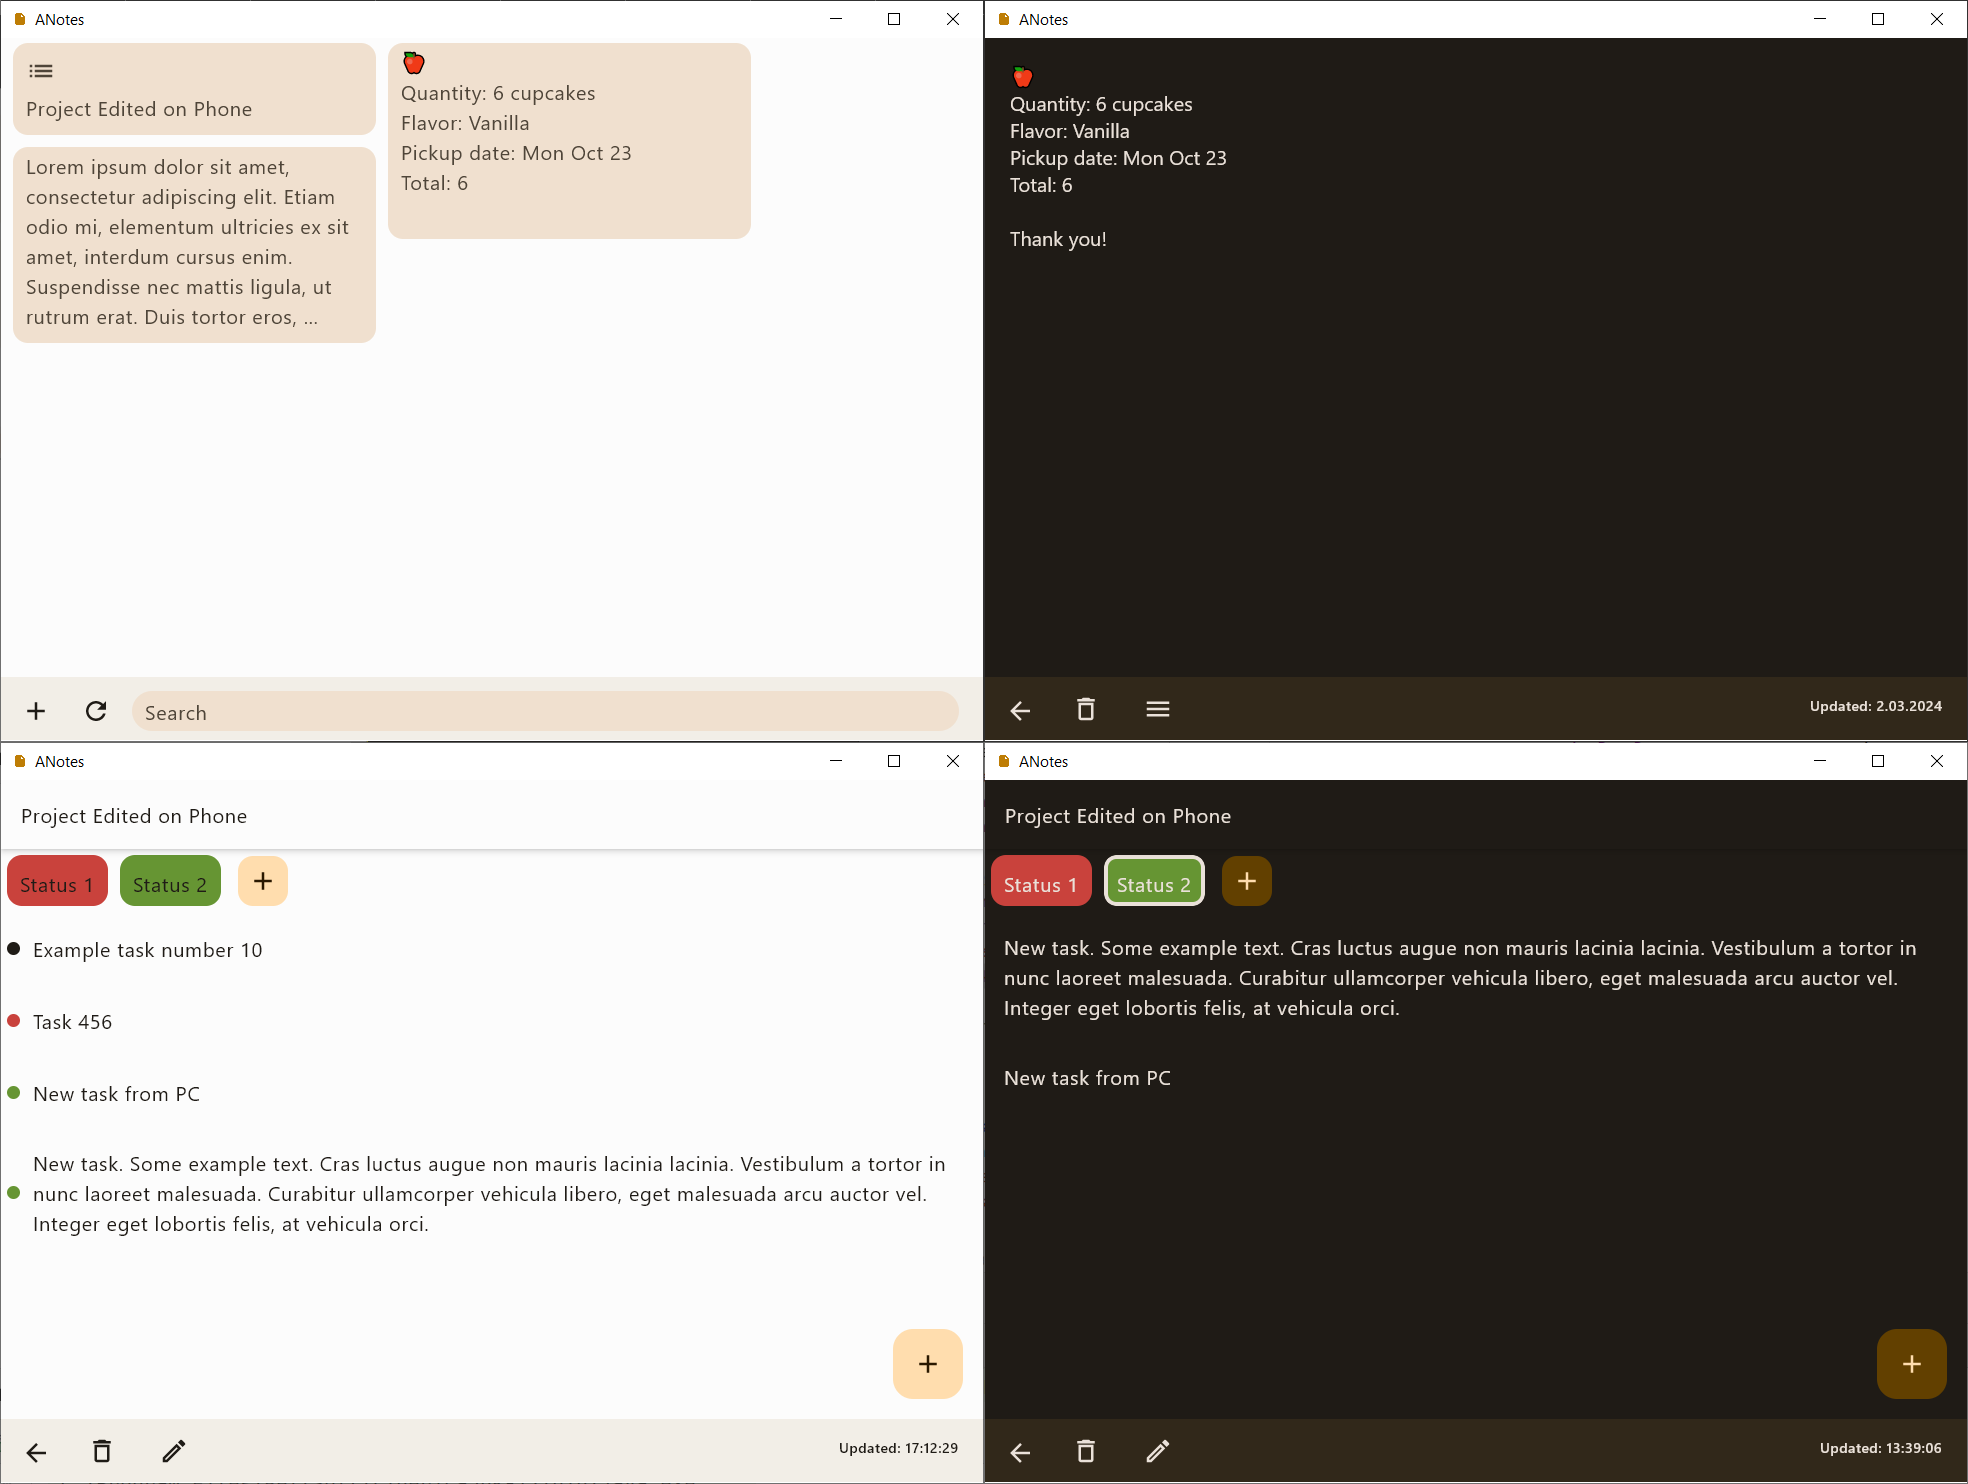 ANotes
Project Edited on Phone
Lorem ipsum dolor sit amet,
consectetur adipiscing elit. Etiam
odio mi, elementum ultricies ex sit
amet, interdum cursus enim.
Suspendisse nec mattis ligula, ut
rutrum erat. Duis tortor eros, ...
Quantity: 6 cupcakes
Flavor: Vanilla
Pickup date: Mon Oct 23
Total: 6
Search
ANotes
Quantity: 6 cupcakes
Flavor: Vanilla
Pickup date: Mon Oct 23
Total: 6
Thank you!
Updated: 2.03.2024
ANotes
Project Edited on Phone
Status 1
Status 2
Example task number 10
Task 456
New task from PC
New task. Some example text. Cras luctus augue non mauris lacinia lacinia. Vestibulum a tortor in
nunc laoreet malesuada. Curabitur ullamcorper vehicula libero, eget malesuada arcu auctor vel.
Integer eget lobortis felis, at vehicula orci.
Updated: 17:12:29
ANotes
Project Edited on Phone
Status 1
Status 2
New task. Some example text. Cras luctus augue non mauris lacinia lacinia. Vestibulum a tortor in
nunc laoreet malesuada. Curabitur ullamcorper vehicula libero, eget malesuada arcu auctor vel.
Integer eget lobortis felis, at vehicula orci.
New task from PC
Updated: 13:39:06